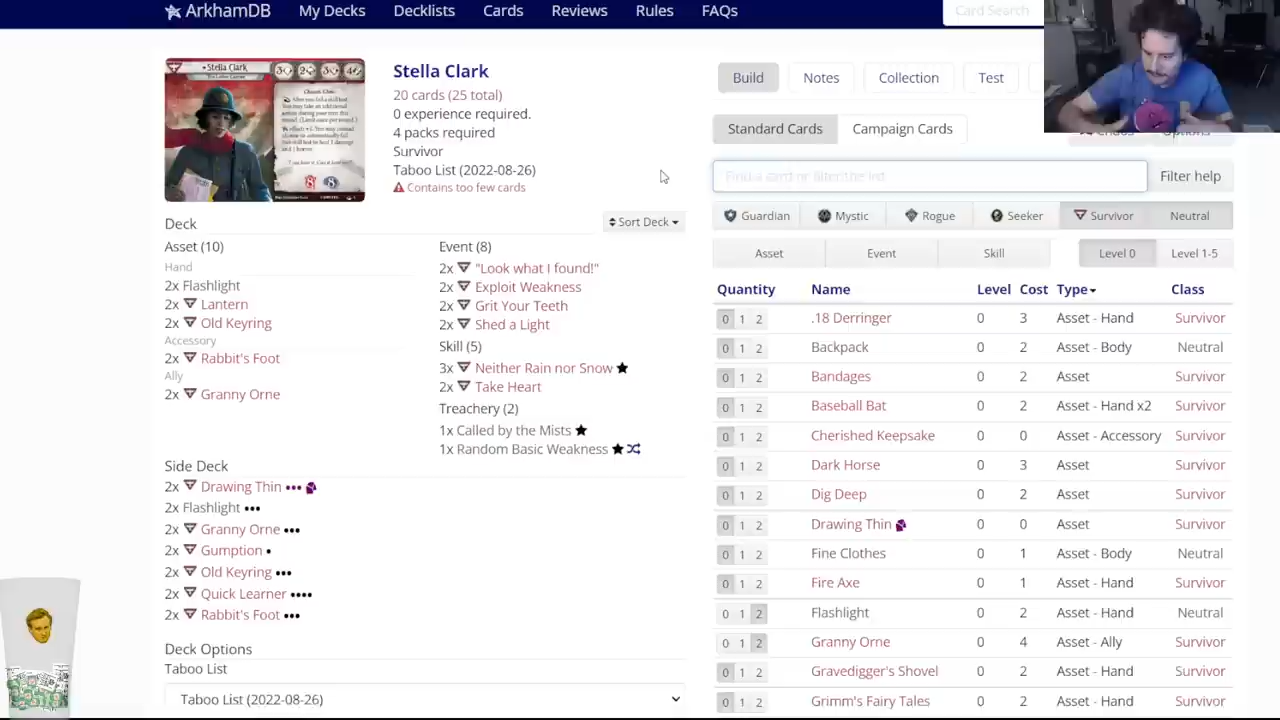 ArkhamDB My Decks Decklists Cards Reviews Rules FAQs Card Search
Stella Clark
Stella Clark
20 cards (25 total)
0 experience required.
4 packs required
Survivor
Taboo List (2022-08-26)
Contains too few cards
Sort Deck
Deck
Asset (10)
Hand
2x Flashlight
2x Lantern
2x Old Keyring
Accessory
2x Rabbit's Foot
Ally
2x Granny Orne
Event (8)
2x "Look what I found!"
2x Exploit Weakness
2x Grit Your Teeth
2x Shed a Light
Skill (5)
3x Neither Rain nor Snow
2x Take Heart
Treachery (2)
1x Called by the Mists
1x Random Basic Weakness
Side Deck
2x Drawing Thin
2x Flashlight
2x Granny Orne
2x Gumption
2x Old Keyring
2x Quick Learner
2x Rabbit's Foot
Deck Options
Taboo List
Taboo List (2022-08-26)
Build Notes Collection Test
Standard Cards Campaign Cards
Filter help
Guardian Mystic Rogue Seeker Survivor Neutral
Asset Event Skill Level 0 Level 1-5
Quantity Name Level Cost Type Class
0 1 2 .18 Derringer 0 3 Asset - Hand Survivor
0 1 2 Backpack 0 2 Asset - Body Neutral
0 1 2 Bandages 0 2 Asset Survivor
0 1 2 Baseball Bat 0 2 Asset - Hand x2 Survivor
0 1 2 Cherished Keepsake 0 0 Asset - Accessory Survivor
0 1 2 Dark Horse 0 3 Asset Survivor
0 1 2 Dig Deep 0 2 Asset Survivor
0 1 2 Drawing Thin 0 0 Asset Survivor
0 1 2 Fine Clothes 0 1 Asset - Body Neutral
0 1 2 Fire Axe 0 1 Asset - Hand Survivor
0 1 2 Flashlight 0 2 Asset - Hand Neutral
0 1 2 Granny Orne 0 4 Asset - Ally Survivor
0 1 2 Gravedigger's Shovel 0 2 Asset - Hand Survivor
0 1 2 Grimm's Fairy Tales 0 2 Asset - Hand Survivor